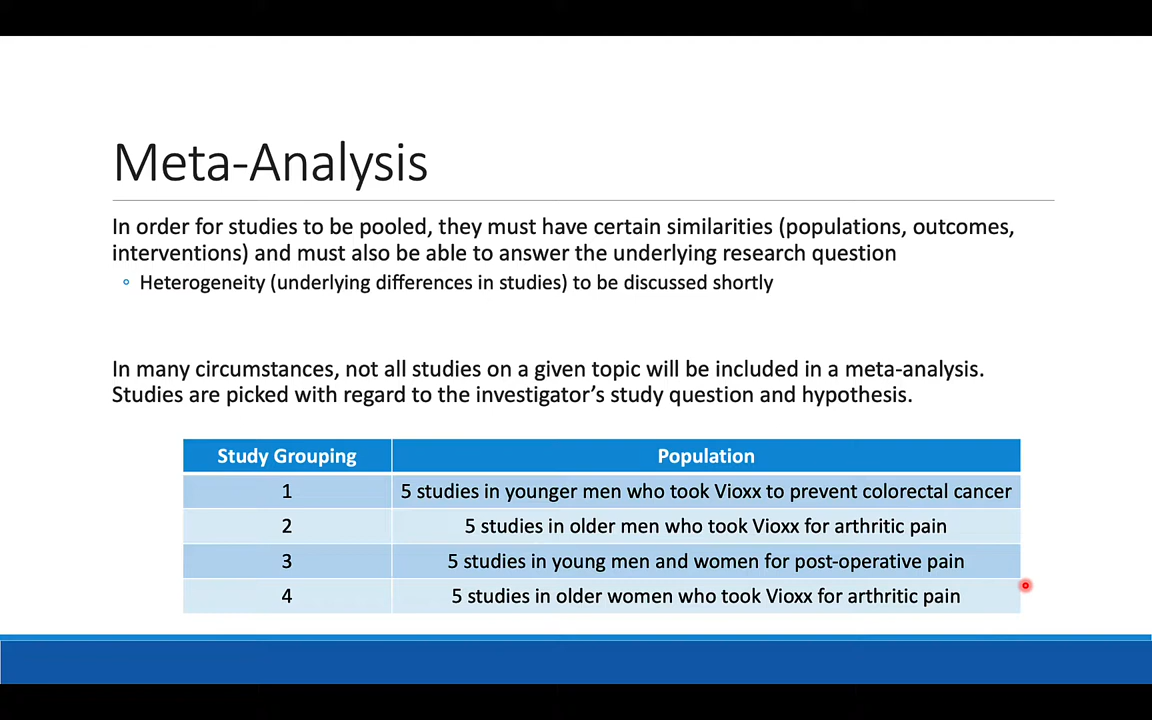 Meta-Analysis
In order for studies to be pooled, they must have certain similarities (populations, outcomes,
interventions) and must also be able to answer the underlying research question
Heterogeneity (underlying differences in studies) to be discussed shortly
In many circumstances, not all studies on a given topic will be included in a meta-analysis.
Studies are picked with regard to the investigator’s study question and hypothesis.
Study Grouping Population
1 5 studies in younger men who took Vioxx to prevent colorectal cancer
2 5 studies in older men who took Vioxx for arthritic pain
3 5 studies in young men and women for post-operative pain
4 5 studies in older women who took Vioxx for arthritic pain